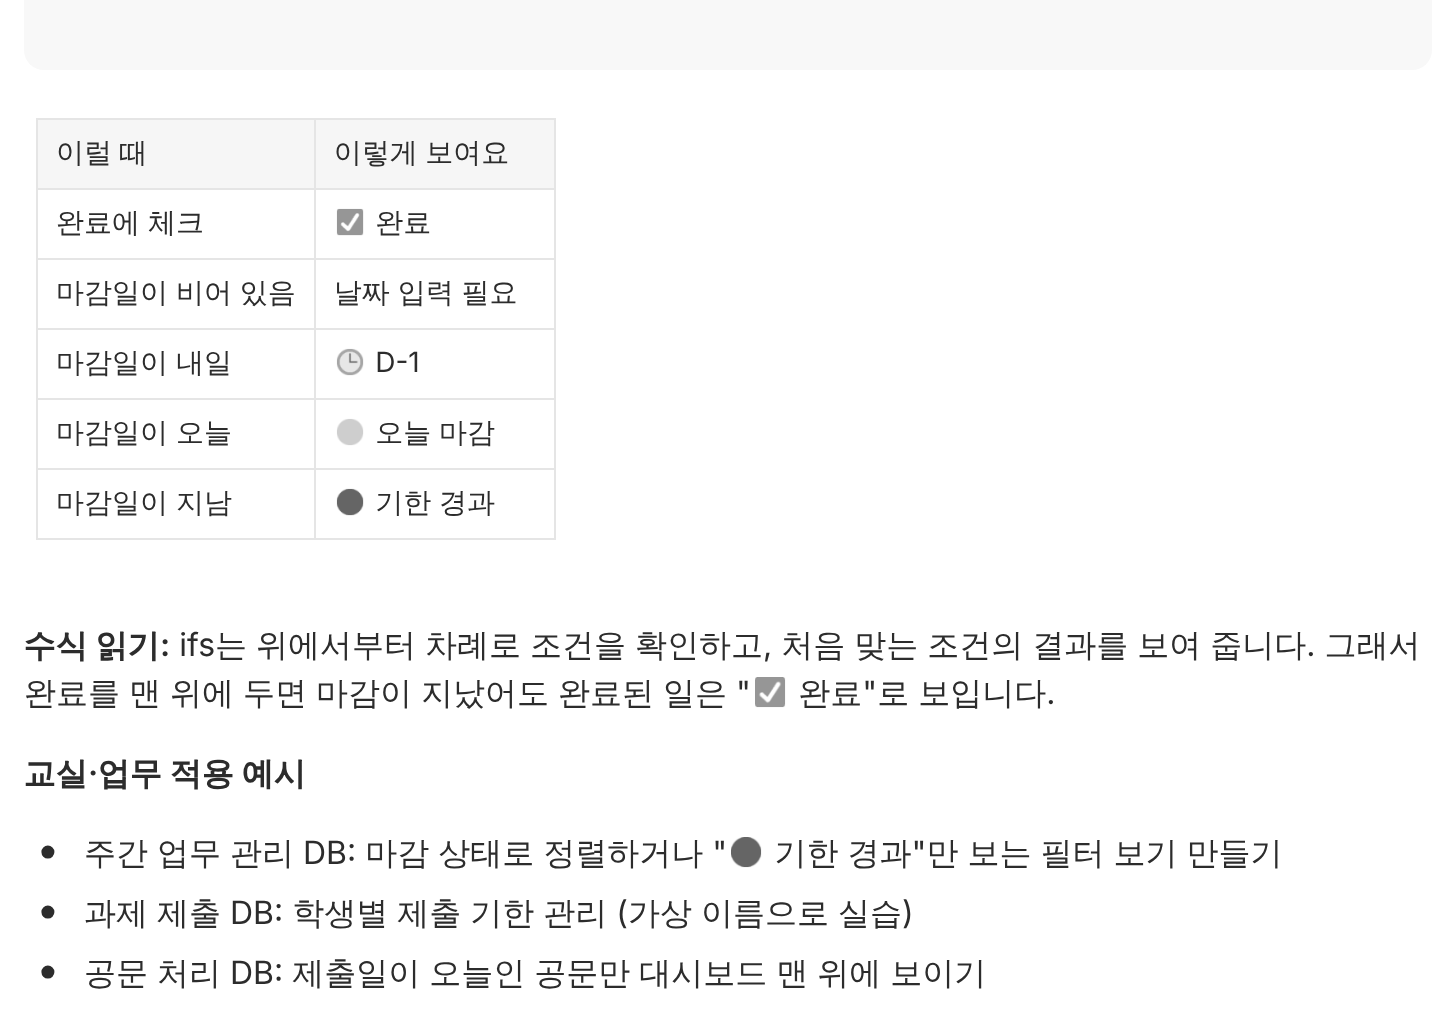 이럴 때 이렇게 보여요
완료에 체크 ☑ 완료
마감일이 비어 있음 날짜 입력 필요
마감일이 내일 🕒 D-1
마감일이 오늘 ⚪ 오늘 마감
마감일이 지남 ⚫ 기한 경과
수식 읽기: ifs는 위에서부터 차례로 조건을 확인하고, 처음 맞는 조건의 결과를 보여 줍니다. 그래서
완료를 맨 위에 두면 마감이 지났어도 완료된 일은 "☑ 완료"로 보입니다.
교실·업무 적용 예시
• 주간 업무 관리 DB: 마감 상태로 정렬하거나 "⚫ 기한 경과"만 보는 필터 보기 만들기
• 과제 제출 DB: 학생별 제출 기한 관리 (가상 이름으로 실습)
• 공문 처리 DB: 제출일이 오늘인 공문만 대시보드 맨 위에 보이기